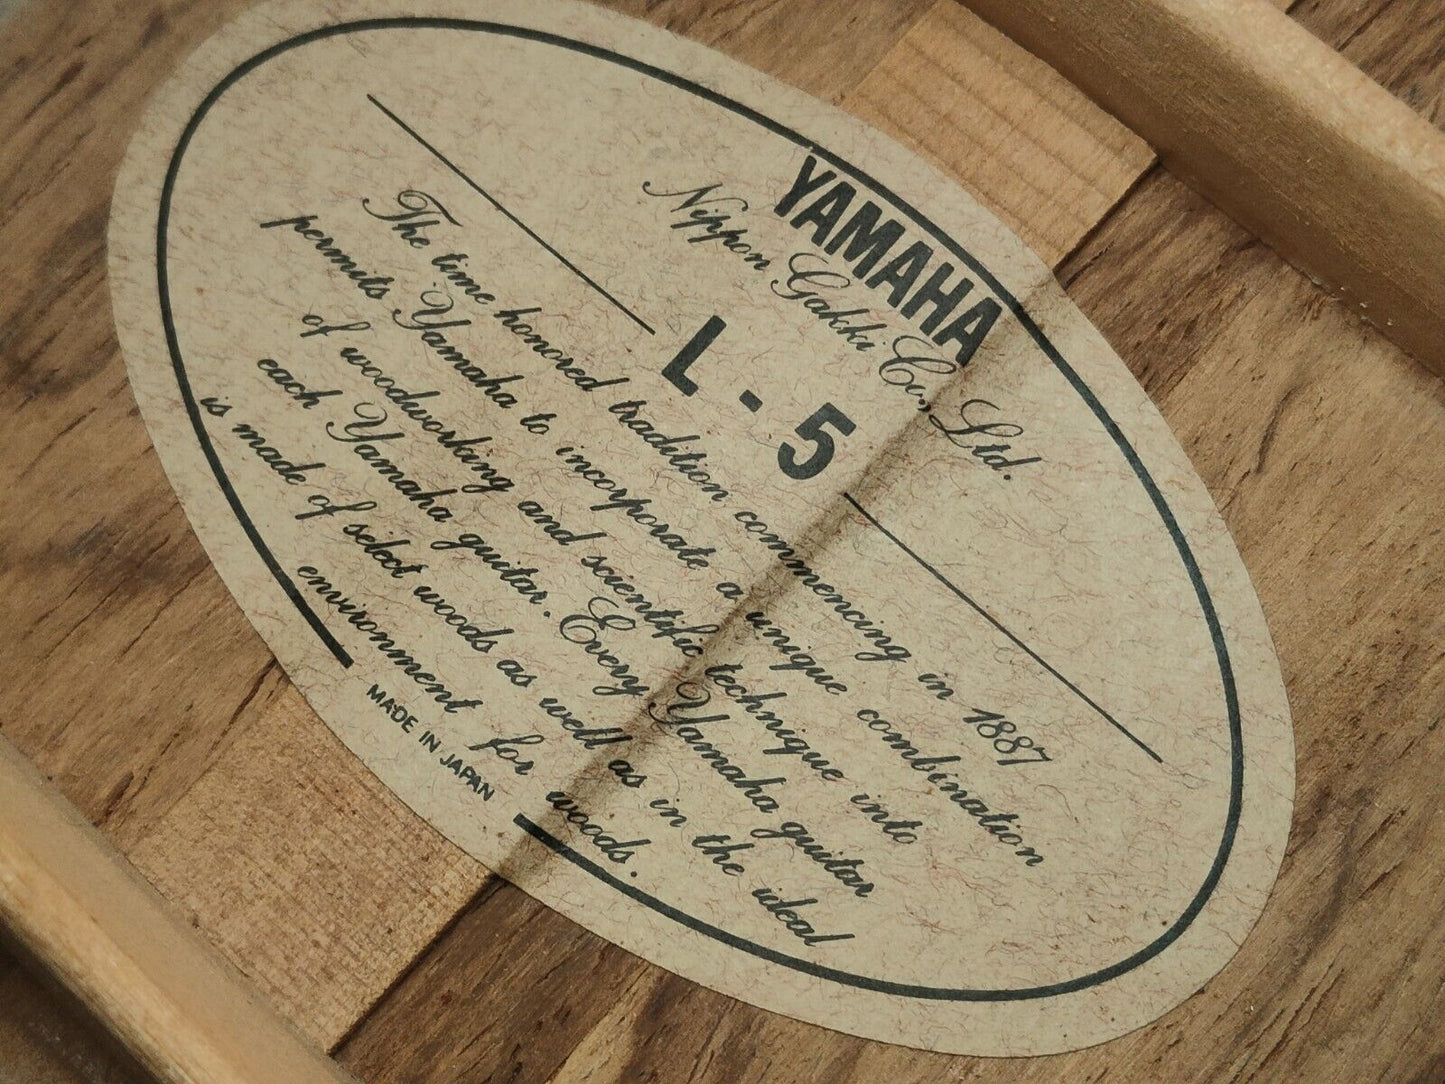 YAMAHA
Nippon Gakki Co., Ltd.
L - 5
The time honored tradition commencing in 1887
permits Yamaha to incorporate a unique combination
of woodworking and scientific technique into
each Yamaha guitar. Every Yamaha guitar
is made of select woods as well as in the ideal
environment for woods.
MADE IN JAPAN